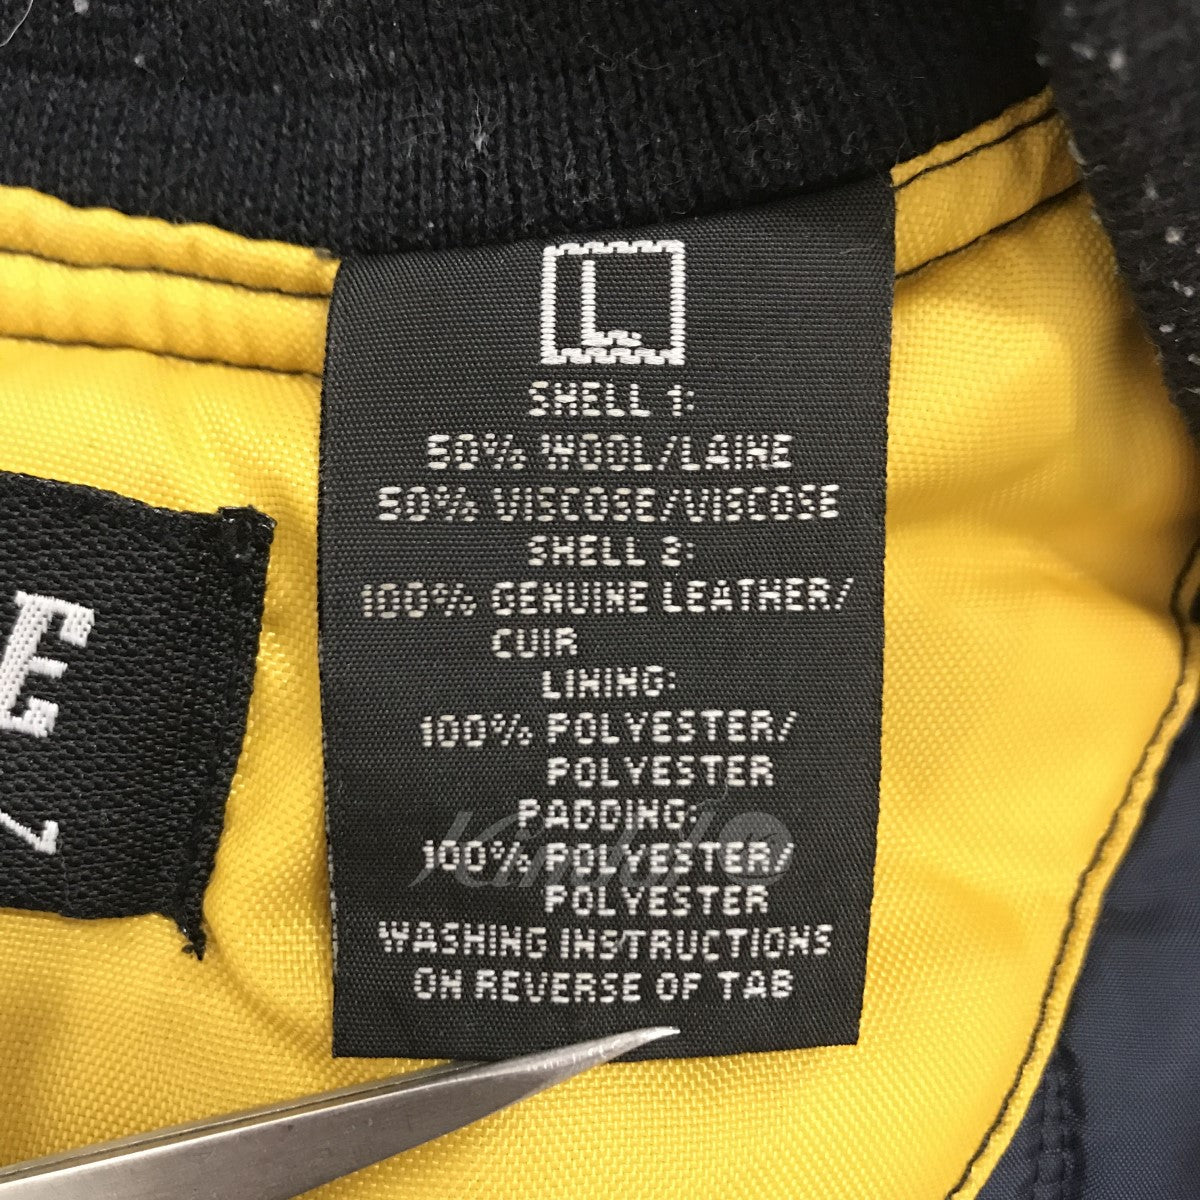 L
SHELL 1:
50% WOOL/LAINE
50% VISCOSE/VISCOSE
SHELL 2:
100% GENUINE LEATHER/
CUIR
LINING:
100% POLYESTER/
POLYESTER
PADDING:
100% POLYESTER/
POLYESTER
WASHING INSTRUCTIONS
ON REVERSE OF TAB
E
7